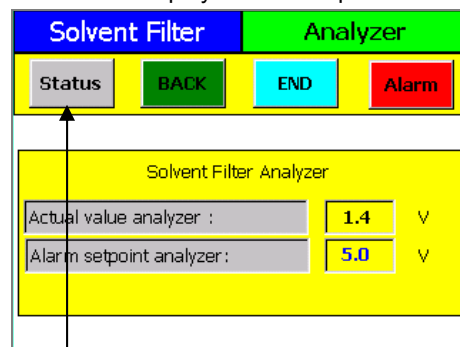 Solvent Filter Analyzer
Status BACK END Alarm
Solvent Filter Analyzer
Actual value analyzer : 1.4 V
Alarm setpoint analyzer: 5.0 V